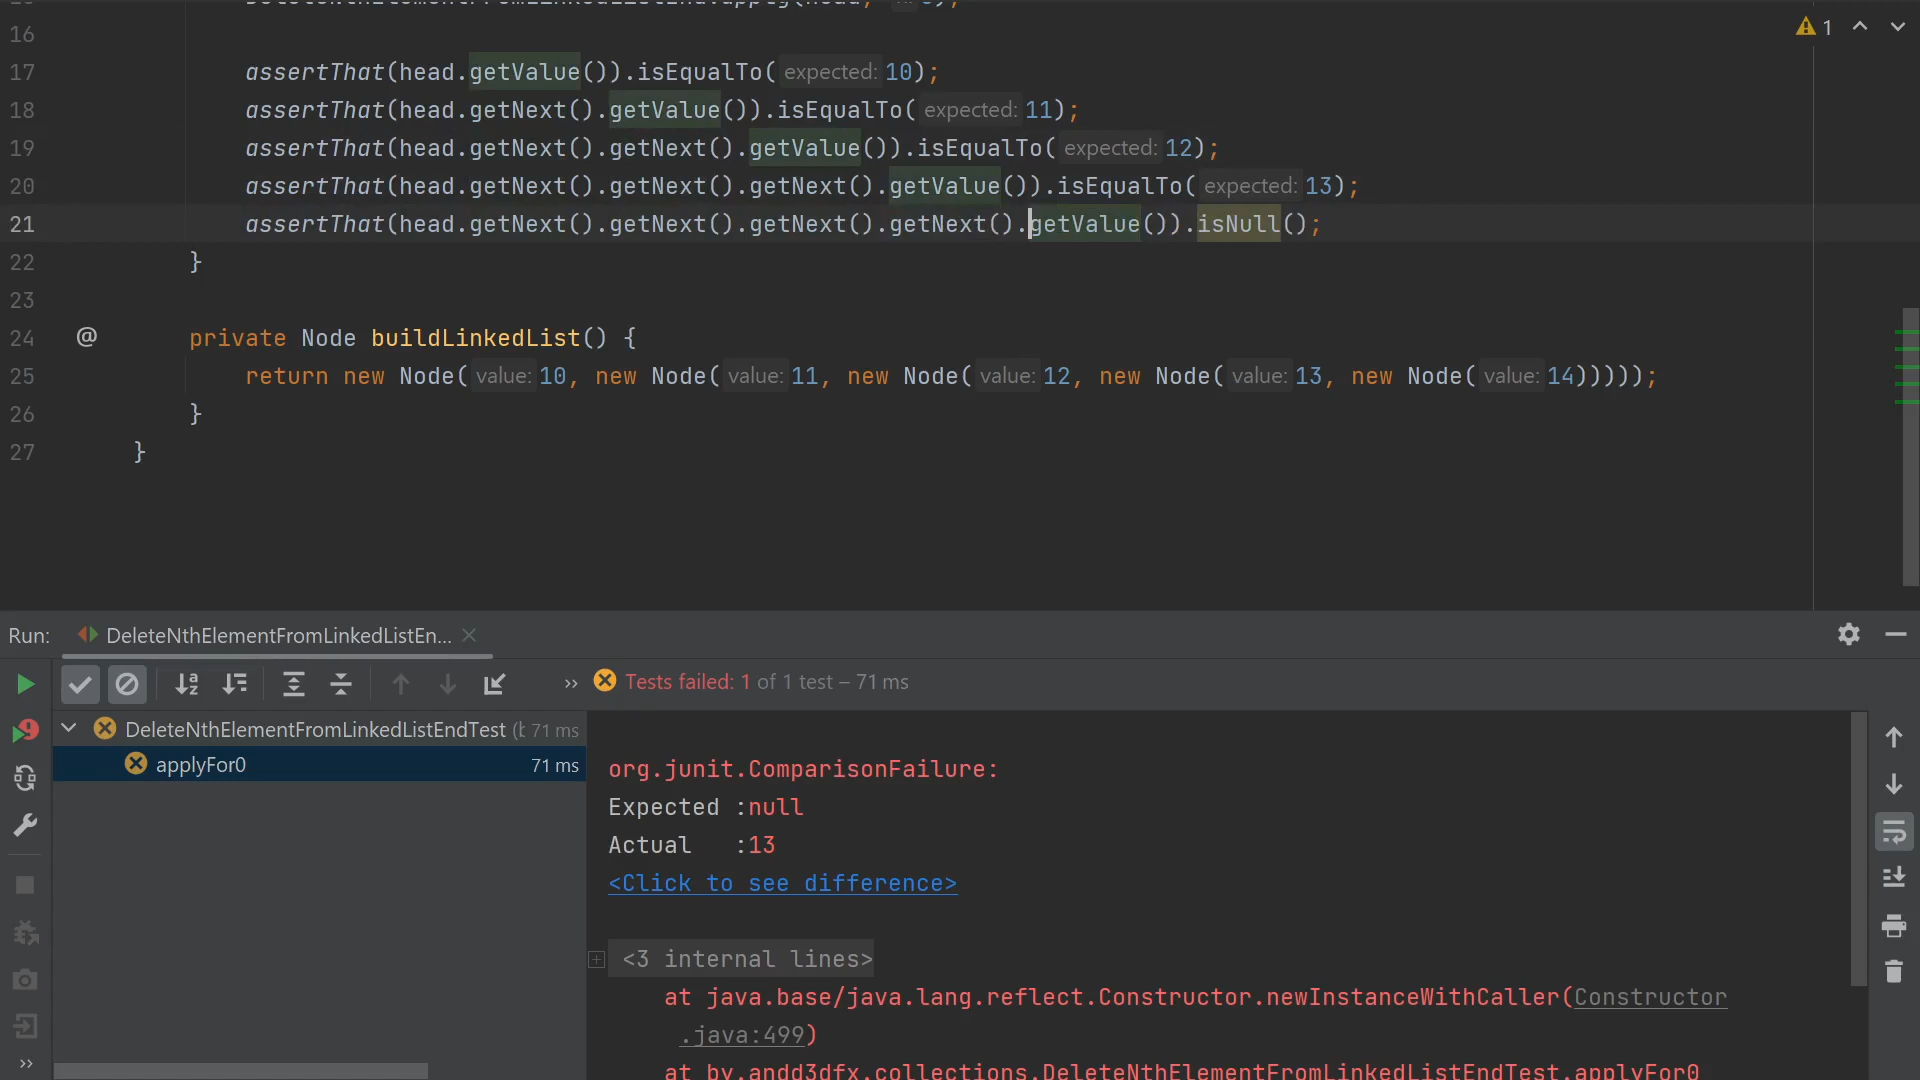 16
1
17 assertThat(head.getValue()).isEqualTo( expected: 10);
18 assertThat(head.getNext().getValue()).isEqualTo( expected: 11);
19 assertThat(head.getNext().getNext().getValue()).isEqualTo( expected: 12);
20 assertThat(head.getNext().getNext().getNext().getValue()).isEqualTo( expected: 13);
21 assertThat(head.getNext().getNext().getNext().getNext().getValue()).isNull();
22 }
23
24 @ private Node buildLinkedList() {
25 return new Node( value: 10, new Node( value: 11, new Node( value: 12, new Node( value: 13, new Node( value: 14)))));
26 }
27 }
Run: DeleteNthElementFromLinkedListEn...
Tests failed: 1 of 1 test – 71 ms
DeleteNthElementFromLinkedListEndTest 71 ms
applyFor0 71 ms
org.junit.ComparisonFailure:
Expected :null
Actual :13
<Click to see difference>
<3 internal lines>
at java.base/java.lang.reflect.Constructor.newInstanceWithCaller(Constructor
.java:499)
at by.andd3dfx.collections.DeleteNthElementFromLinkedListEndTest.applyFor0